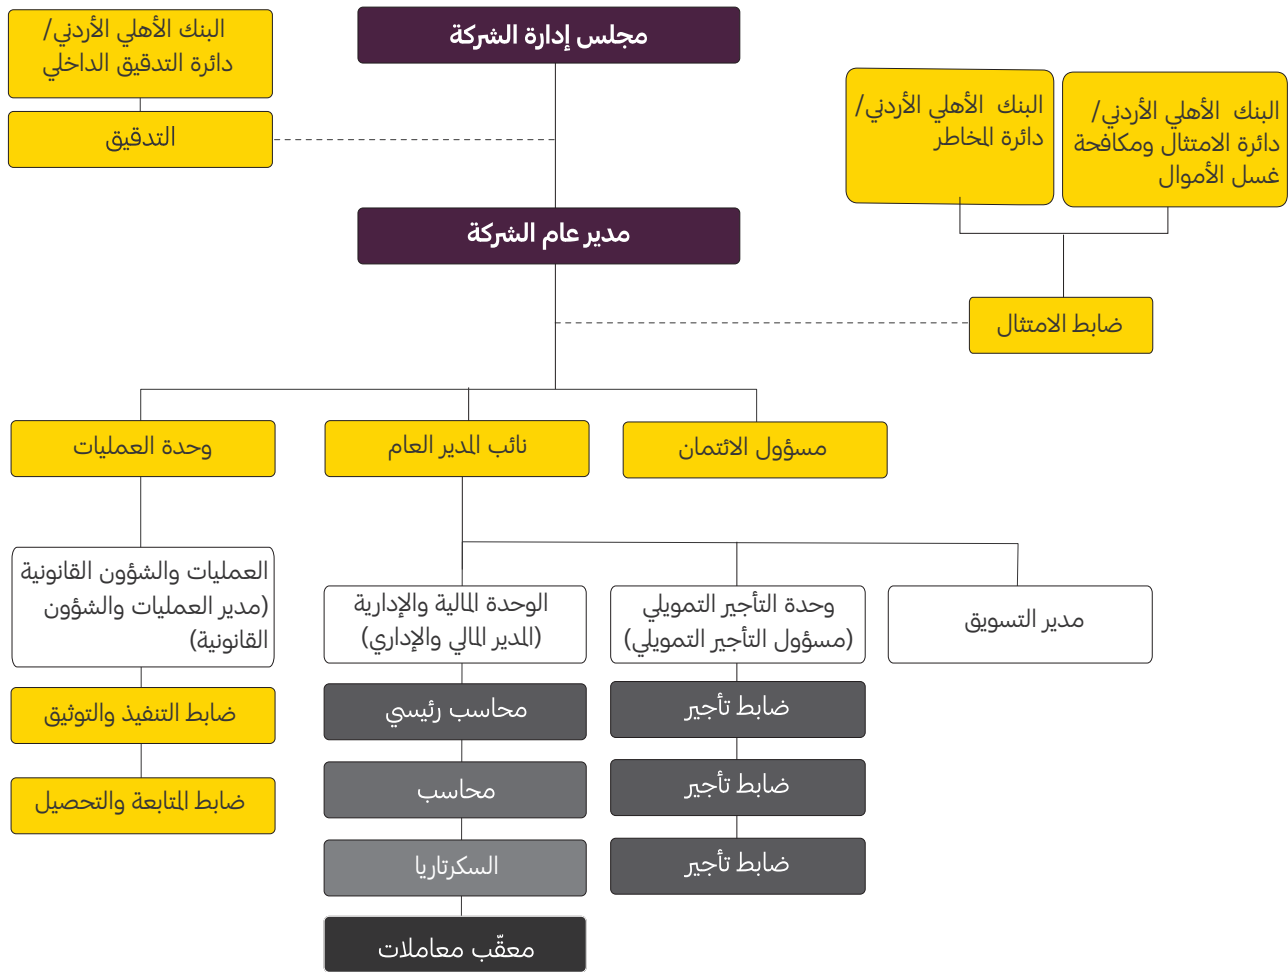 مجلس إدارة الشركة
البنك الأهلي الأردني/
دائرة التدقيق الداخلي
التدقيق
البنك الأهلي الأردني/
دائرة الامتثال ومكافحة
غسل الأموال
البنك الأهلي الأردني/
دائرة المخاطر
مدير عام الشركة
ضابط الامتثال
مسؤول الائتمان
نائب المدير العام
وحدة العمليات
مدير التسويق
وحدة التأجير التمويلي
(مسؤول التأجير التمويلي)
ضابط تأجير
ضابط تأجير
ضابط تأجير
الوحدة المالية والإدارية
(المدير المالي والإداري)
محاسب رئيسي
محاسب
السكرتاريا
معقّب معاملات
العمليات والشؤون القانونية
(مدير العمليات والشؤون
القانونية)
ضابط التنفيذ والتوثيق
ضابط المتابعة والتحصيل